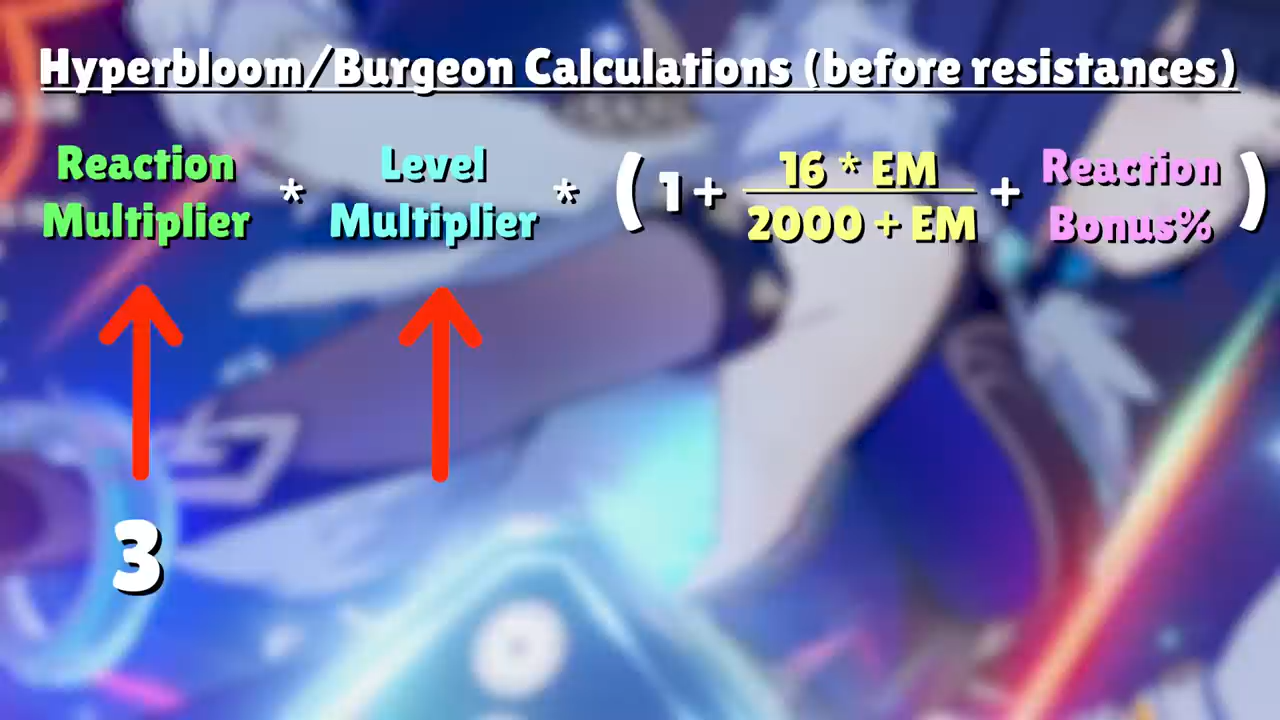 Hyperbloom/Burgeon Calculations (before resistances)
Reaction Multiplier * Level Multiplier * ( 1 + 16 * EM / 2000 + EM + Reaction Bonus% )
3